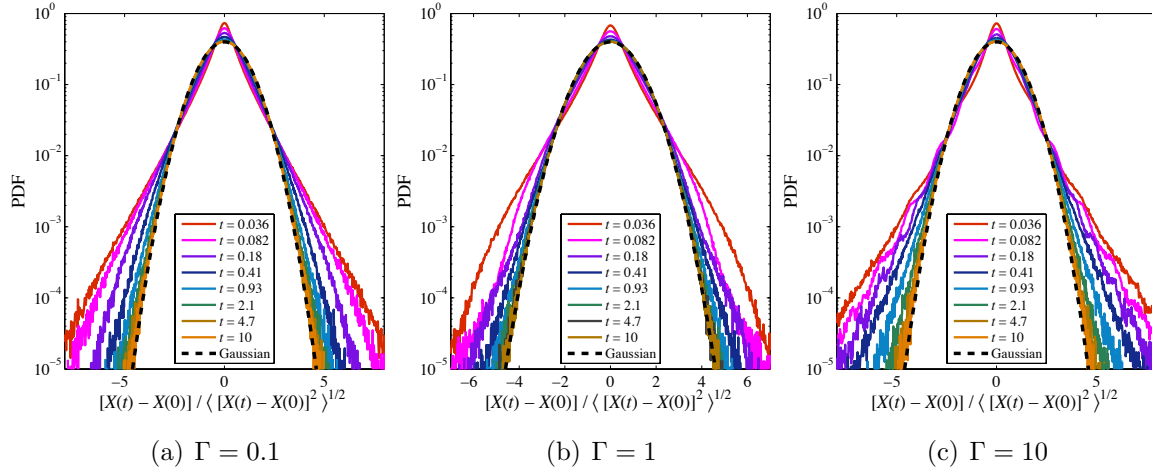 10^0
10^-1
10^-2
10^-3
10^-4
10^-5
PDF
t = 0.036
t = 0.082
t = 0.18
t = 0.41
t = 0.93
t = 2.1
t = 4.7
t = 10
Gaussian
−5 0 5
[X(t) − X(0)] / ⟨ [X(t) − X(0)]^2 ⟩^1/2
(a) Γ = 0.1
10^0
10^-1
10^-2
10^-3
10^-4
10^-5
PDF
t = 0.036
t = 0.082
t = 0.18
t = 0.41
t = 0.93
t = 2.1
t = 4.7
t = 10
Gaussian
−6 −4 −2 0 2 4 6
[X(t) − X(0)] / ⟨ [X(t) − X(0)]^2 ⟩^1/2
(b) Γ = 1
10^0
10^-1
10^-2
10^-3
10^-4
10^-5
PDF
t = 0.036
t = 0.082
t = 0.18
t = 0.41
t = 0.93
t = 2.1
t = 4.7
t = 10
Gaussian
−5 0 5
[X(t) − X(0)] / ⟨ [X(t) − X(0)]^2 ⟩^1/2
(c) Γ = 10